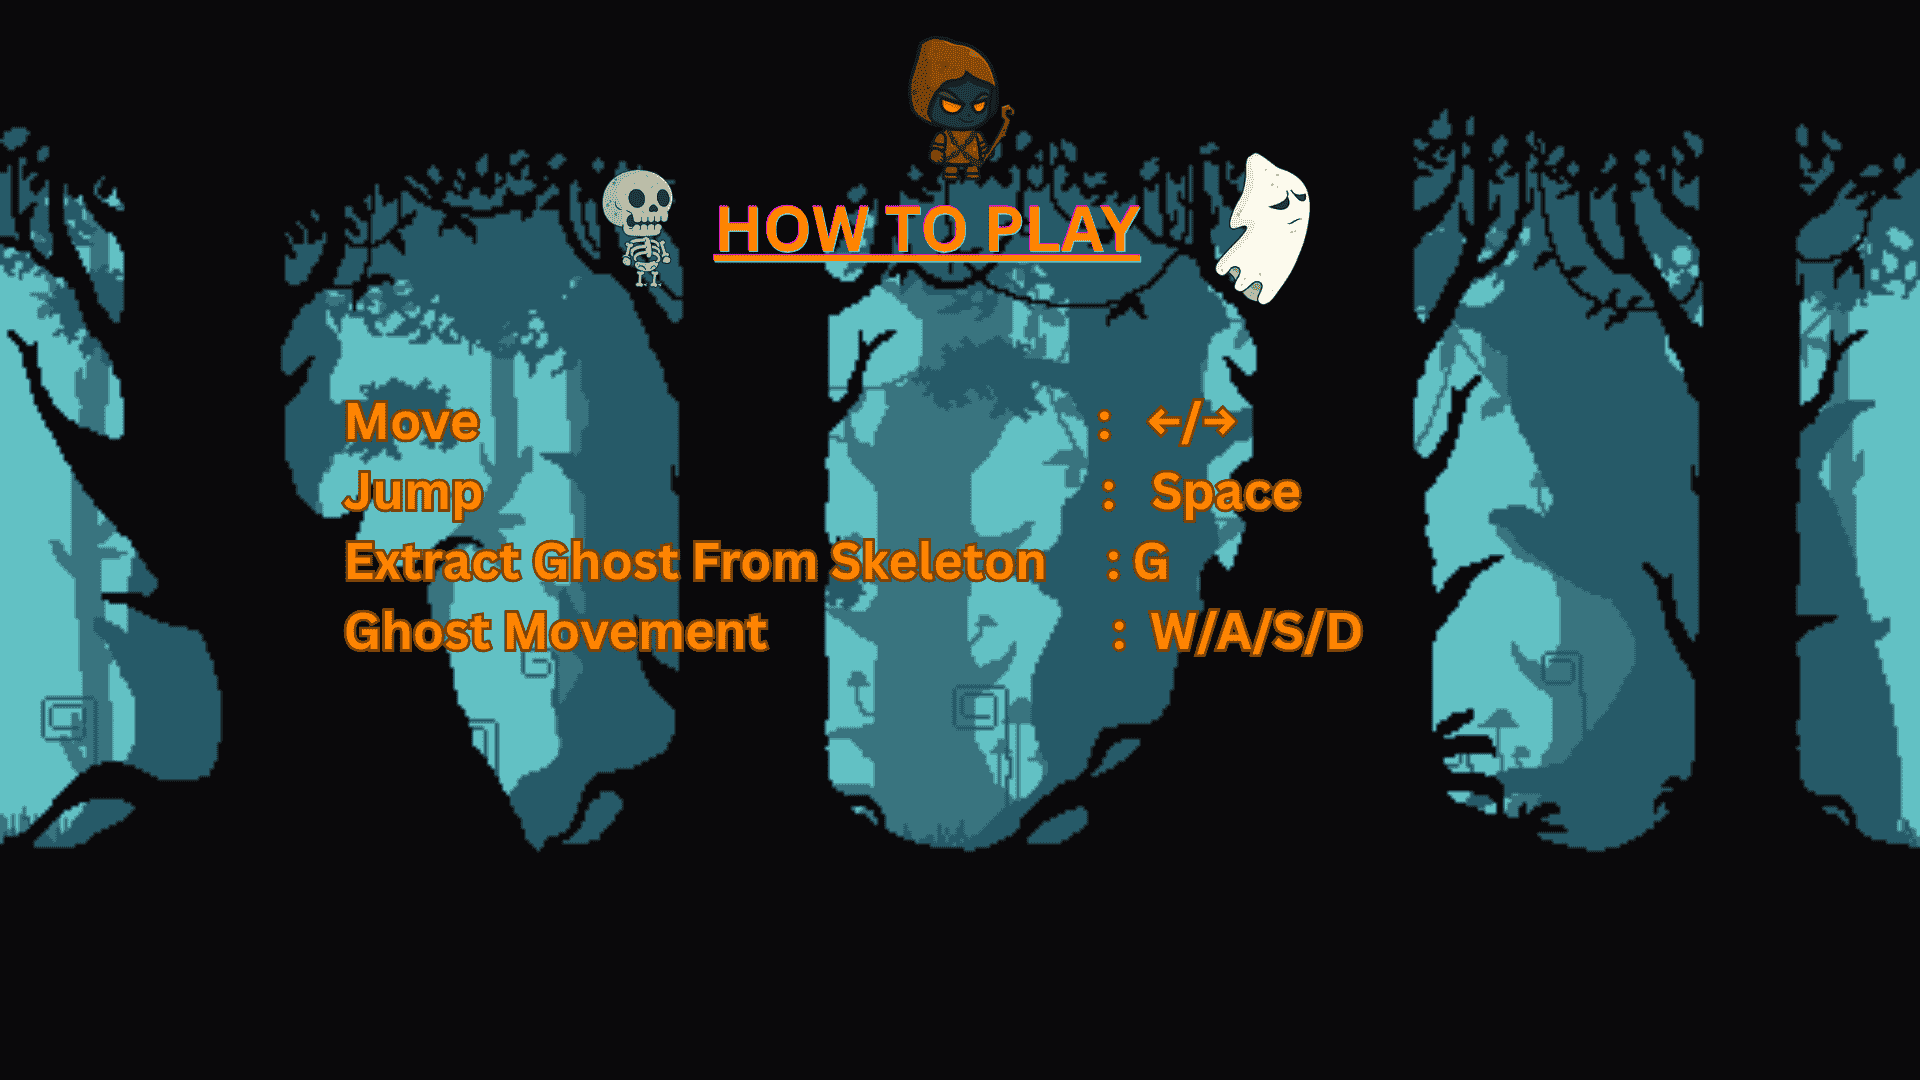 HOW TO PLAY
Move : ←/→
Jump : Space
Extract Ghost From Skeleton : G
Ghost Movement : W/A/S/D